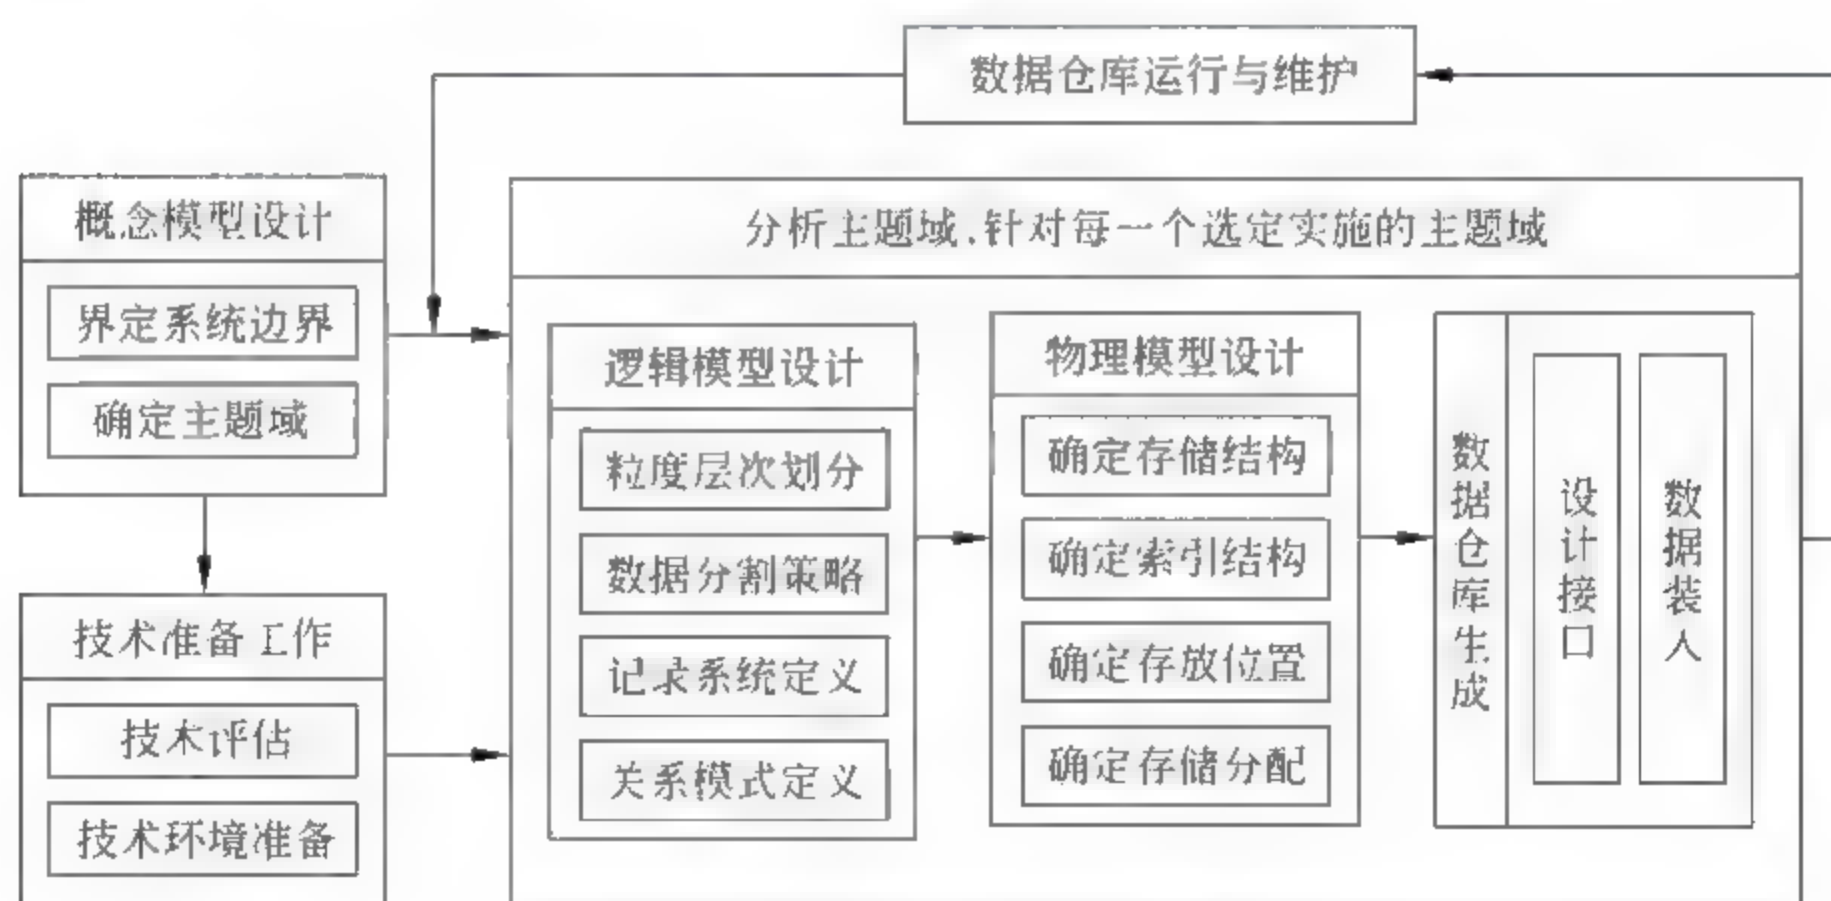 数据仓库运行与维护
概念模型设计
界定系统边界
确定主题域
技术准备工作
技术评估
技术环境准备
分析主题域,针对每一个选定实施的主题域
逻辑模型设计
粒度层次划分
数据分割策略
记录系统定义
关系模式定义
物理模型设计
确定存储结构
确定索引结构
确定存放位置
确定存储分配
数据仓库生成
设计接口
数据装人